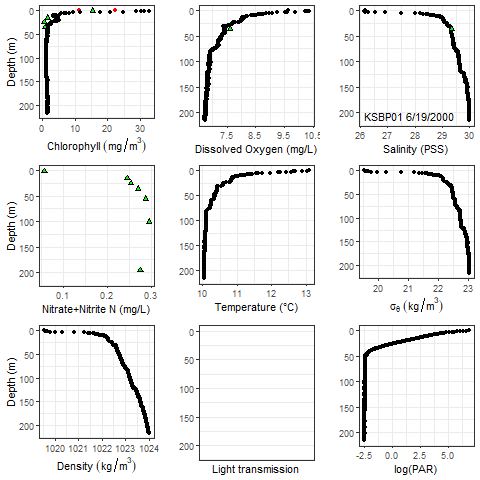 Depth (m)
0
50
100
150
200
0 10 20 30
Chlorophyll (mg/m³)
0
50
100
150
200
7.5 8.5 9.5 10.5
Dissolved Oxygen (mg/L)
0
50
100
150
200
KSBP01 6/19/2000
26 27 28 29 30
Salinity (PSS)
Depth (m)
0
50
100
150
200
0.1 0.2 0.3
Nitrate+Nitrite N (mg/L)
0
50
100
150
200
10 11 12 13
Temperature (°C)
0
50
100
150
200
20 21 22 23
σθ (kg/m³)
Depth (m)
0
50
100
150
200
1020 1021 1022 1023 1024
Density (kg/m³)
0
50
100
150
200
Light transmission
0
50
100
150
200
-2.5 0.0 2.5 5.0
log(PAR)